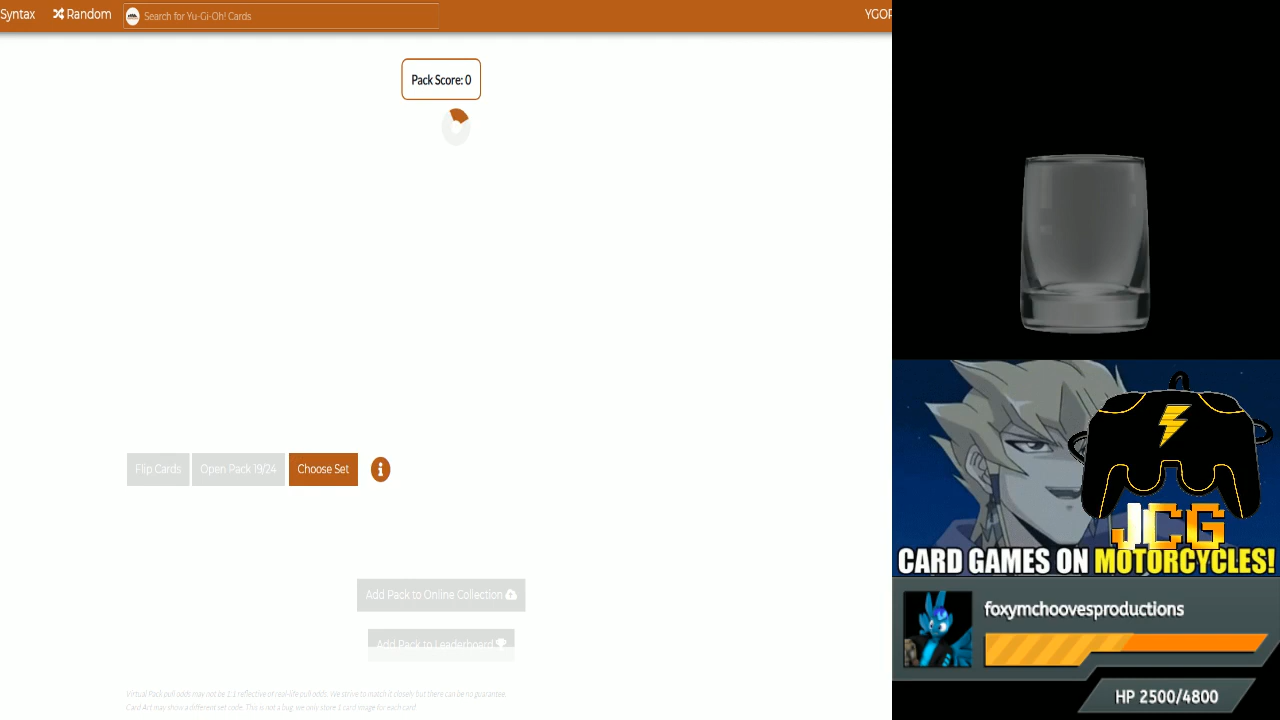 Syntax
Random
Search for Yu-Gi-Oh! Cards
YGOP
Pack Score: 0
Flip Cards
Open Pack 19/24
Choose Set
i
Add Pack to Online Collection
Add Pack to Leaderboard
Virtual Pack pull odds may not be 1:1 reflective of real-life pull odds. We strive to match it closely but there can be no guarantee.
Card Art may show a different set code. This is not a bug we only store 1 card image for each card
JCG
CARD GAMES ON MOTORCYCLES!
foxymchoovesproductions
HP 2500/4800